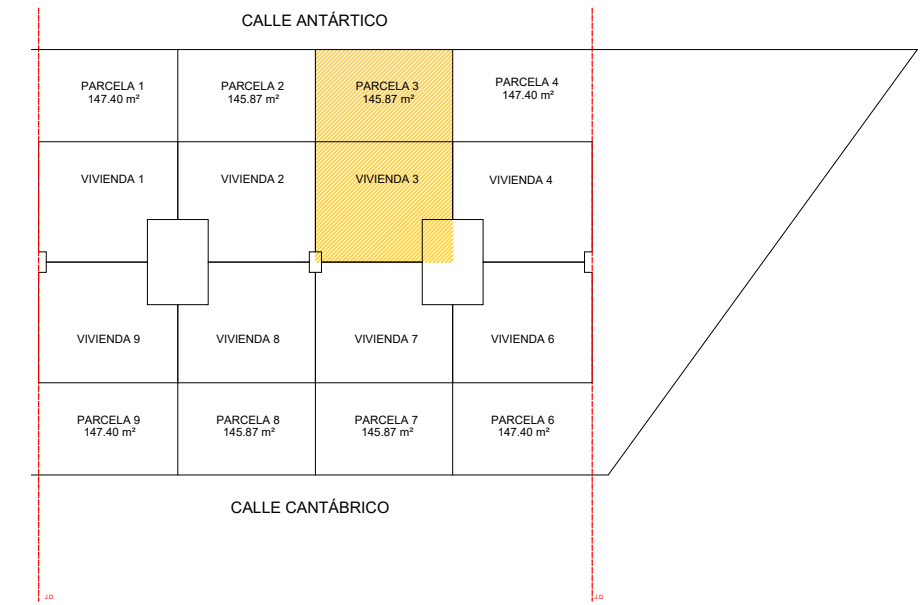 CALLE ANTÁRTICO
PARCELA 1
147.40 m²
PARCELA 2
145.87 m²
PARCELA 3
145.87 m²
PARCELA 4
147.40 m²
VIVIENDA 1
VIVIENDA 2
VIVIENDA 3
VIVIENDA 4
VIVIENDA 9
VIVIENDA 8
VIVIENDA 7
VIVIENDA 6
PARCELA 9
147.40 m²
PARCELA 8
145.87 m²
PARCELA 7
145.87 m²
PARCELA 6
147.40 m²
CALLE CANTÁBRICO
J.D
J.D